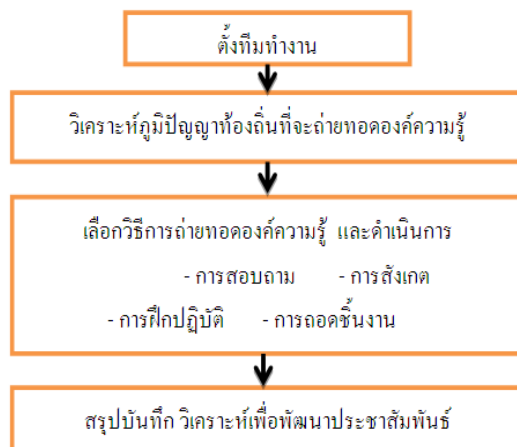 ตั้งทีมทำงาน
วิเคราะห์ภูมิปัญญาท้องถิ่นที่จะถ่ายทอดองค์ความรู้
เลือกวิธีการถ่ายทอดองค์ความรู้ และดำเนินการ
- การสอบถาม - การสังเกต
- การฝึกปฏิบัติ - การถอดชิ้นงาน
สรุปบันทึก วิเคราะห์เพื่อพัฒนาประชาสัมพันธ์